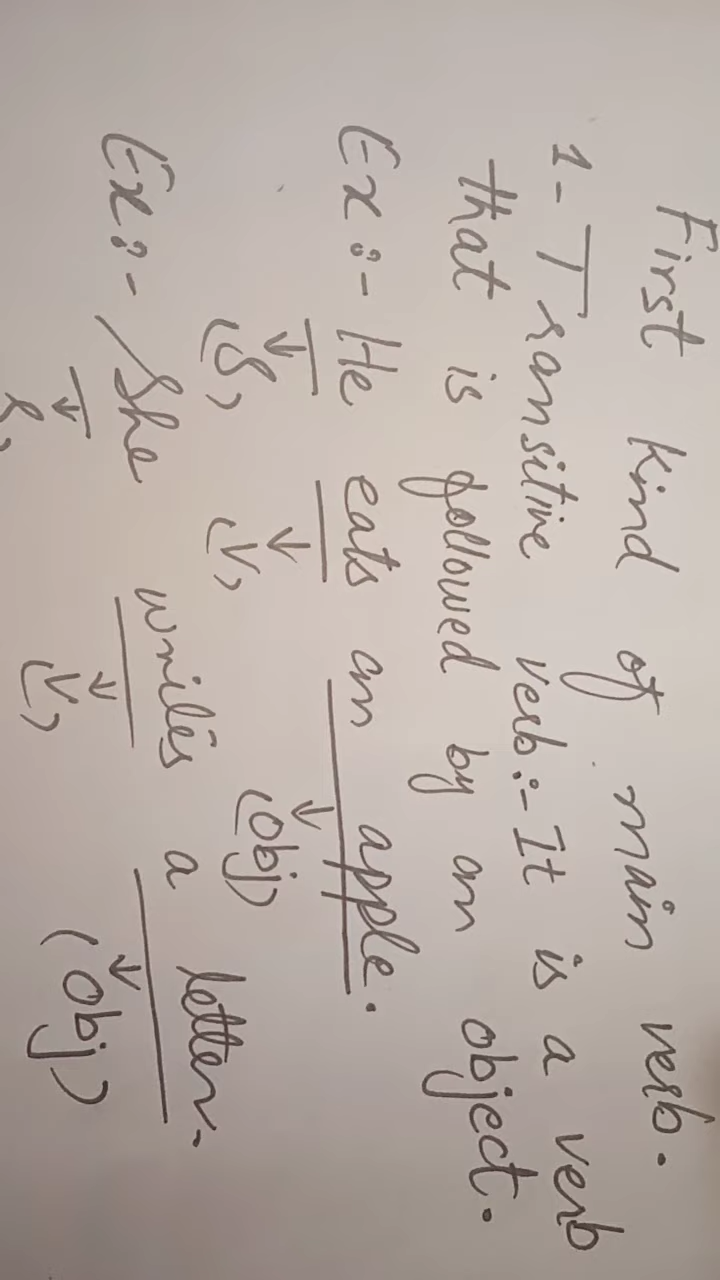 First kind of main verb.
1- Transitive verb:- It is a verb
that is followed by an object.
Ex:- He eats an apple.
(S) (V) (Obj)
Ex:- She writes a letter.
S) (V) (Obj)